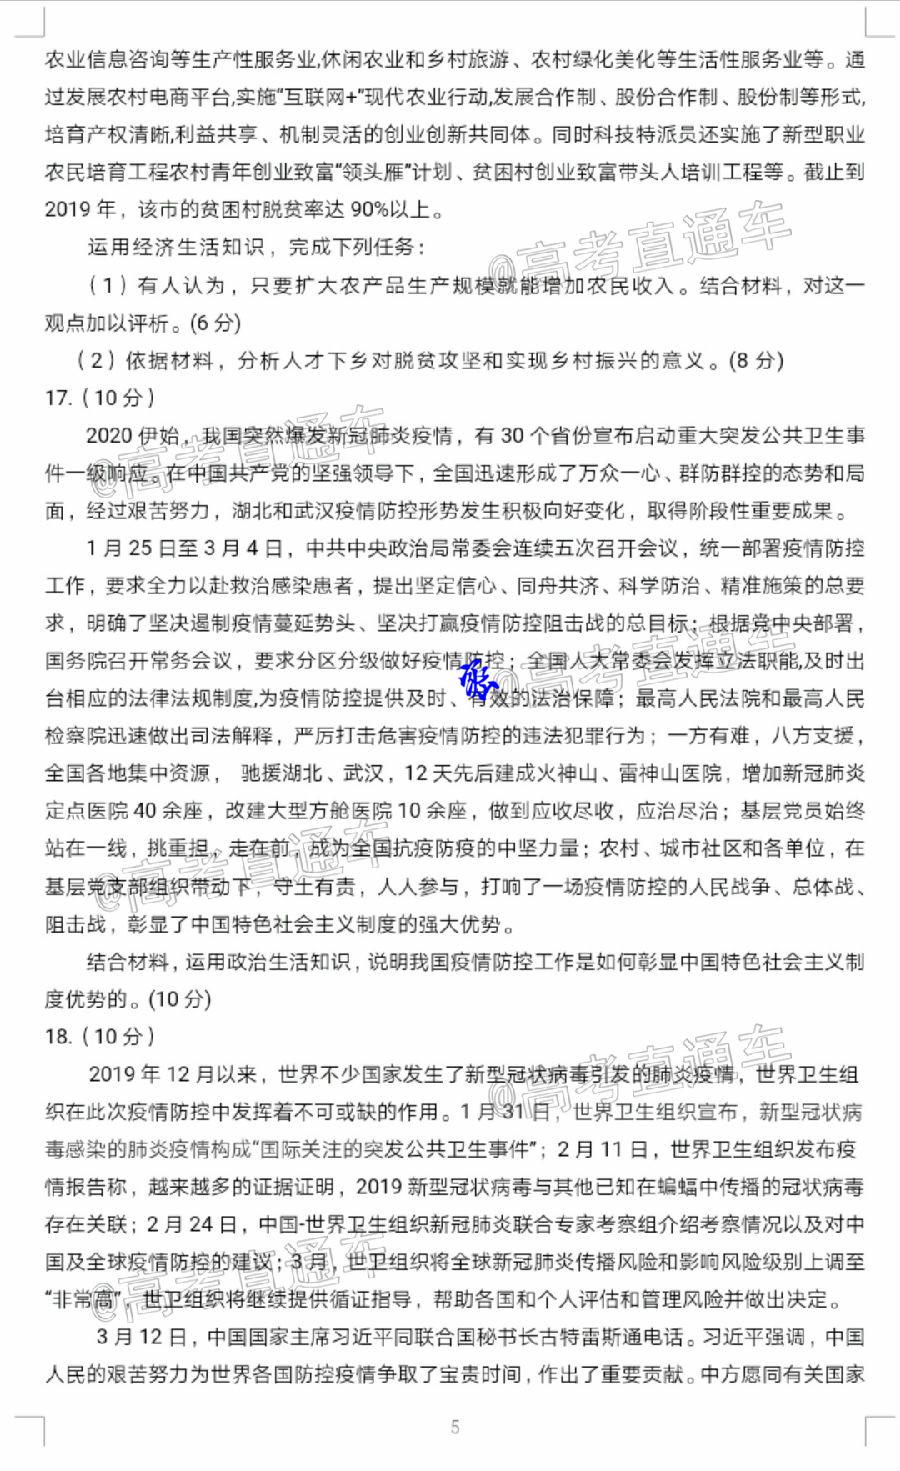 农业信息咨询等生产性服务业,休闲农业和乡村旅游、农村绿化美化等生活性服务业等。通
过发展农村电商平台,实施“互联网+”现代农业行动,发展合作制、股份合作制、股份制等形式,
培育产权清晰,利益共享、机制灵活的创业创新共同体。同时科技特派员还实施了新型职业
农民培育工程农村青年创业致富“领头雁”计划、贫困村创业致富带头人培训工程等。截止到
2019 年，该市的贫困村脱贫率达 90%以上。
运用经济生活知识，完成下列任务：
（1）有人认为，只要扩大农产品生产规模就能增加农民收入。结合材料，对这一
观点加以评析。(6 分)
（2）依据材料，分析人才下乡对脱贫攻坚和实现乡村振兴的意义。(8 分)
17.（10 分）
2020 伊始，我国突然爆发新冠肺炎疫情，有 30 个省份宣布启动重大突发公共卫生事
件一级响应。在中国共产党的坚强领导下，全国迅速形成了万众一心、群防群控的态势和局
面，经过艰苦努力，湖北和武汉疫情防控形势发生积极向好变化，取得阶段性重要成果。
1 月 25 日至 3 月 4 日，中共中央政治局常委会连续五次召开会议，统一部署疫情防控
工作，要求全力以赴救治感染患者，提出坚定信心、同舟共济、科学防治、精准施策的总要
求，明确了坚决遏制疫情蔓延势头、坚决打赢疫情防控阻击战的总目标；根据党中央部署，
国务院召开常务会议，要求分区分级做好疫情防控；全国人大常委会发挥立法职能,及时出
台相应的法律法规制度,为疫情防控提供及时、有效的法治保障；最高人民法院和最高人民
检察院迅速做出司法解释，严厉打击危害疫情防控的违法犯罪行为；一方有难，八方支援，
全国各地集中资源， 驰援湖北、武汉，12 天先后建成火神山、雷神山医院，增加新冠肺炎
定点医院 40 余座，改建大型方舱医院 10 余座，做到应收尽收，应治尽治；基层党员始终
站在一线，挑重担，走在前，成为全国抗疫防疫的中坚力量；农村、城市社区和各单位，在
基层党支部组织带动下，守土有责，人人参与，打响了一场疫情防控的人民战争、总体战、
阻击战，彰显了中国特色社会主义制度的强大优势。
结合材料，运用政治生活知识，说明我国疫情防控工作是如何彰显中国特色社会主义制
度优势的。(10 分)
18.（10 分）
2019 年 12 月以来，世界不少国家发生了新型冠状病毒引发的肺炎疫情，世界卫生组
织在此次疫情防控中发挥着不可或缺的作用。1 月 31 日，世界卫生组织宣布，新型冠状病
毒感染的肺炎疫情构成“国际关注的突发公共卫生事件”；2 月 11 日，世界卫生组织发布疫
情报告称，越来越多的证据证明，2019 新型冠状病毒与其他已知在蝙蝠中传播的冠状病毒
存在关联；2 月 24 日，中国-世界卫生组织新冠肺炎联合专家考察组介绍考察情况以及对中
国及全球疫情防控的建议；3 月，世卫组织将全球新冠肺炎传播风险和影响风险级别上调至
“非常高”，世卫组织将继续提供循证指导，帮助各国和个人评估和管理风险并做出决定。
3 月 12 日，中国国家主席习近平同联合国秘书长古特雷斯通电话。习近平强调，中国
人民的艰苦努力为世界各国防控疫情争取了宝贵时间，作出了重要贡献。中方愿同有关国家
5
@高考直通车
@高考直通车
@高考直通车
@高考直通车
@高考直通车
@高考直通车